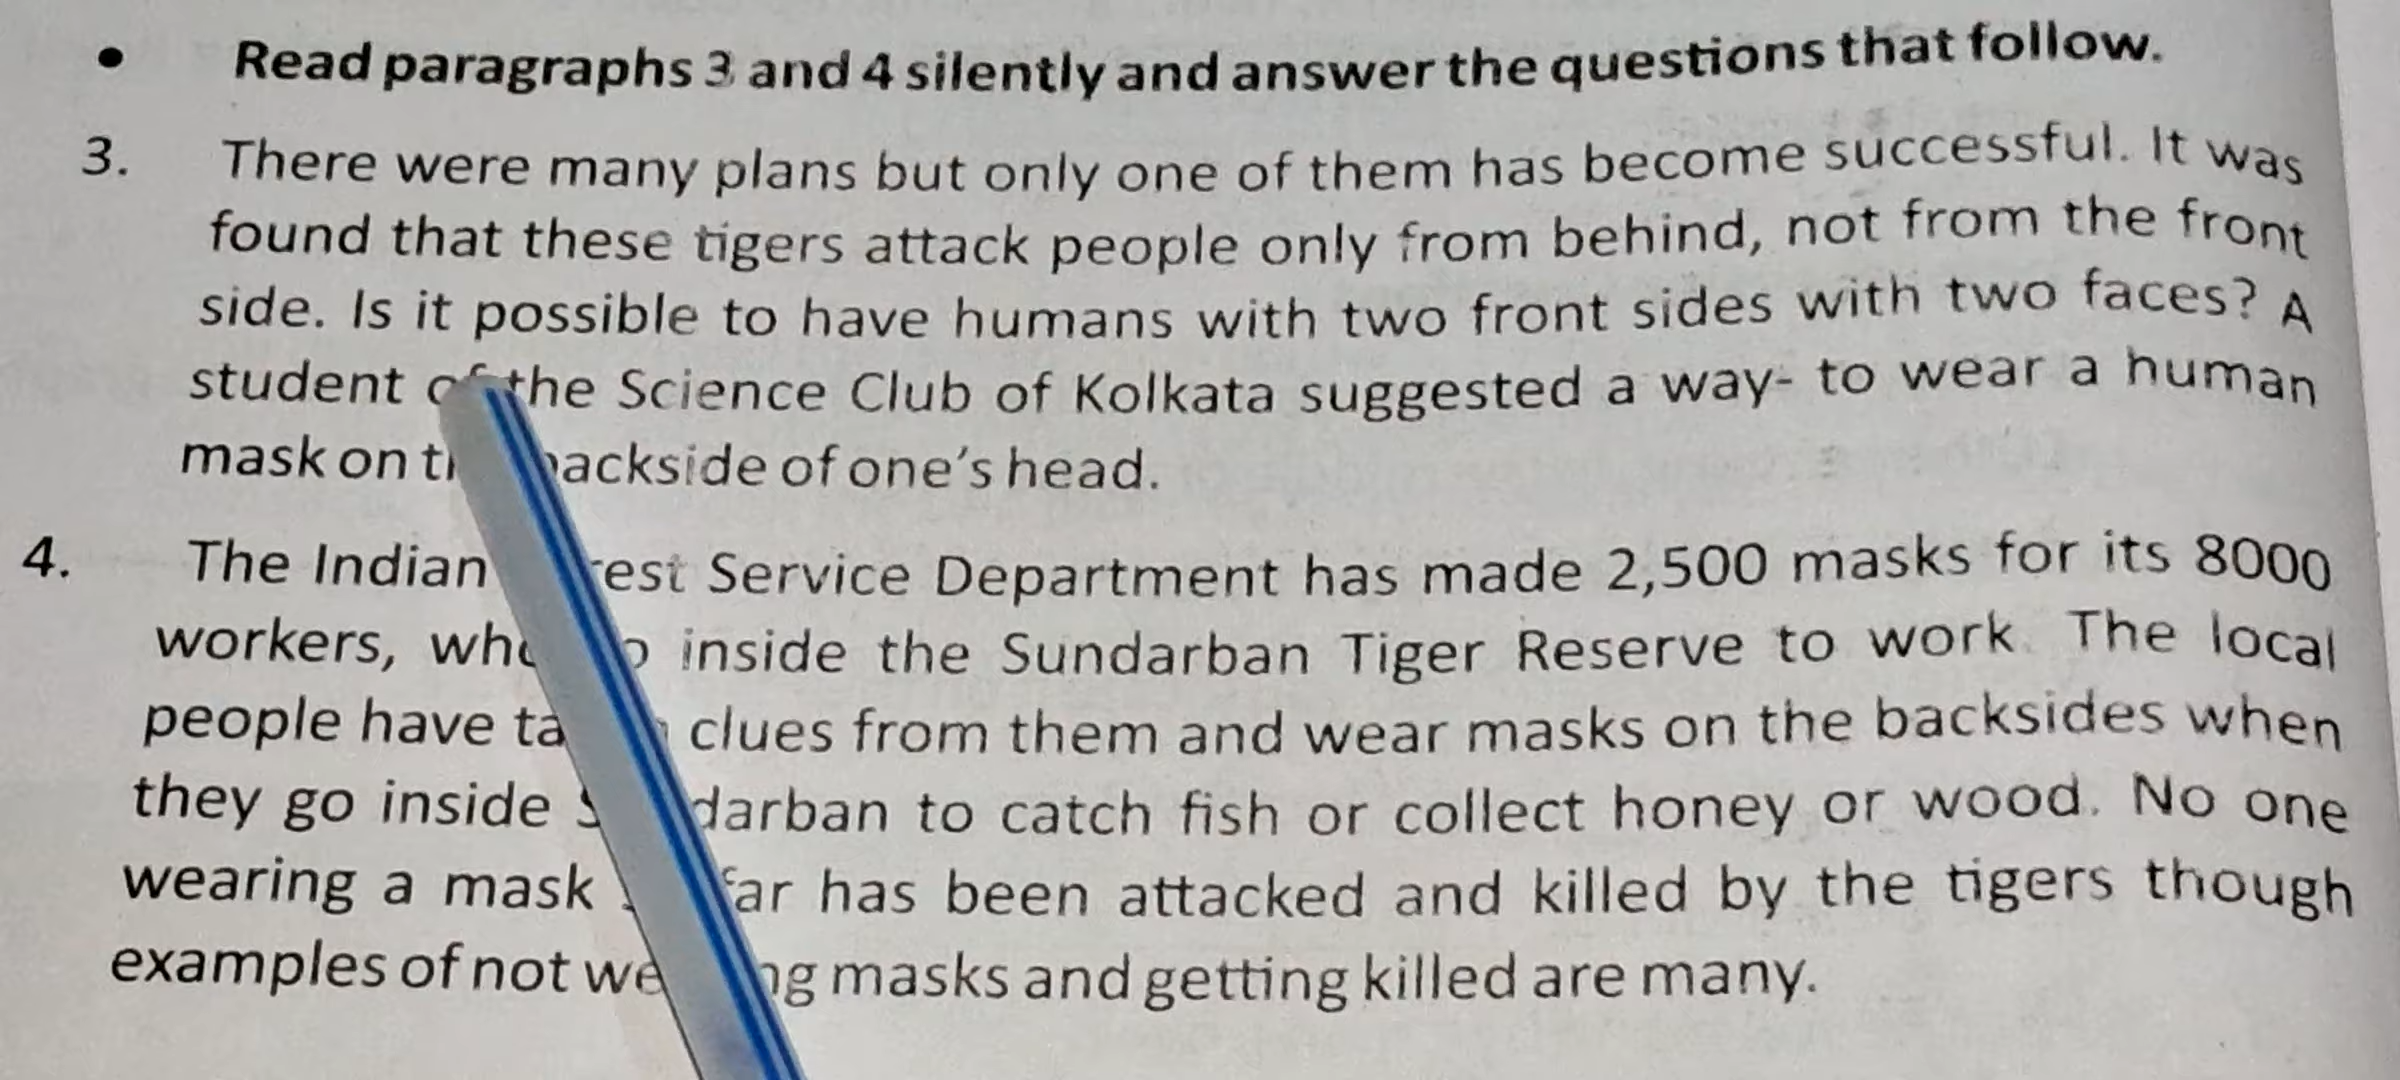 • Read paragraphs 3 and 4 silently and answer the questions that follow.
3. There were many plans but only one of them has become successful. It was
found that these tigers attack people only from behind, not from the front
side. Is it possible to have humans with two front sides with two faces? A
student of the Science Club of Kolkata suggested a way- to wear a human
mask on backside of one's head.
4. The Indian Service Department has made 2,500 masks for its 8000
workers, inside the Sundarban Tiger Reserve to work. The local
people have clues from them and wear masks on the backsides when
they go inside to catch fish or collect honey or wood. No one
wearing a mask far has been attacked and killed by the tigers though
examples of not masks and getting killed are many.